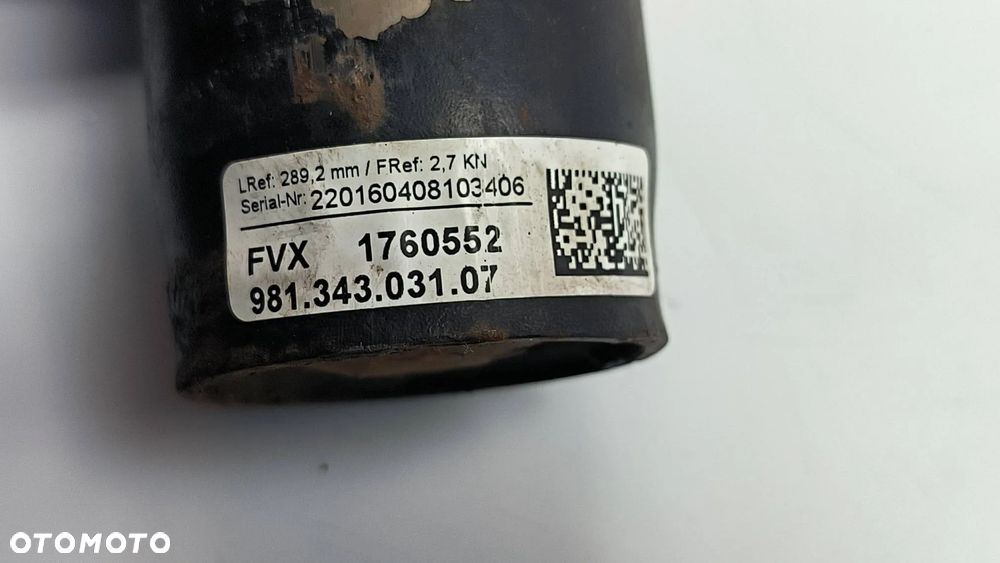 LRef: 289,2 mm / FRef: 2,7 KN
Serial-Nr: 220160408103406
FVX 1760552
981.343.031.07
OTOMOTO